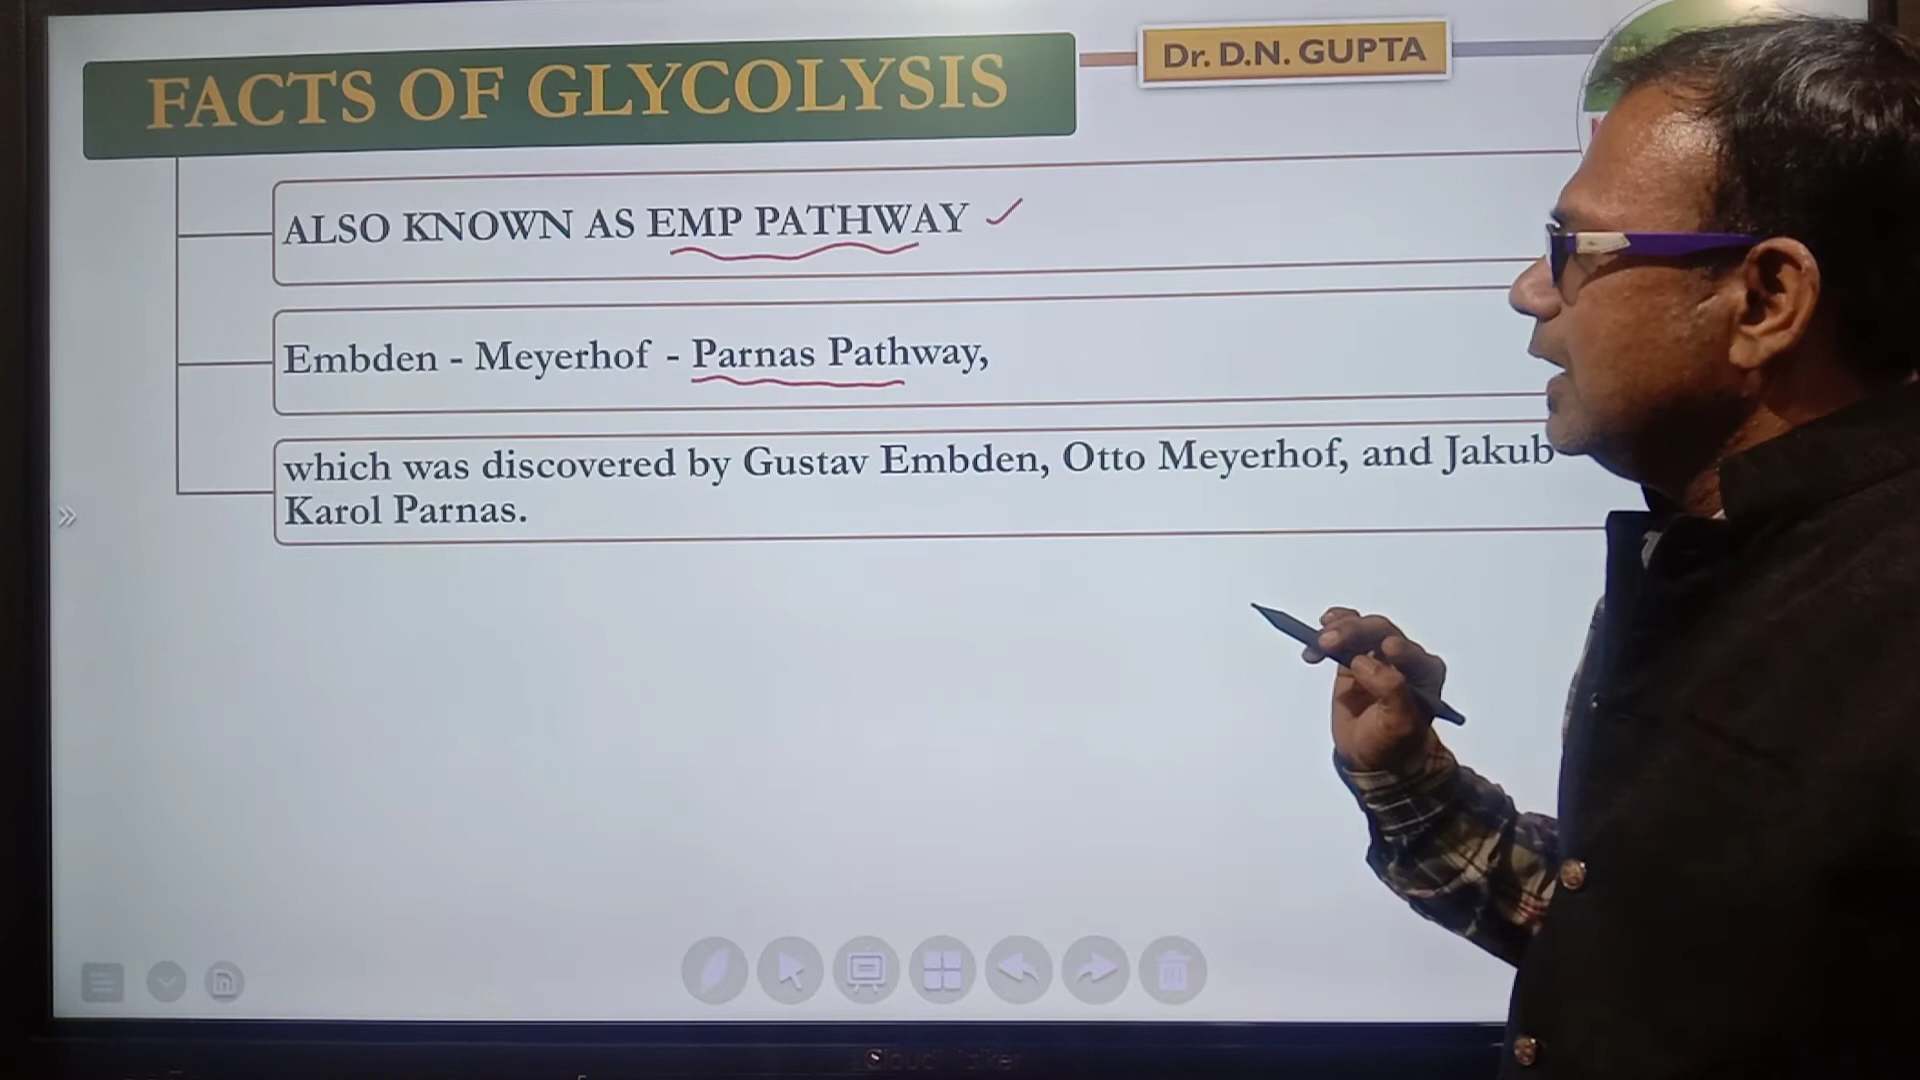 FACTS OF GLYCOLYSIS
Dr. D.N. GUPTA
ALSO KNOWN AS EMP PATHWAY
Embden - Meyerhof - Parnas Pathway,
which was discovered by Gustav Embden, Otto Meyerhof, and Jakub
Karol Parnas.